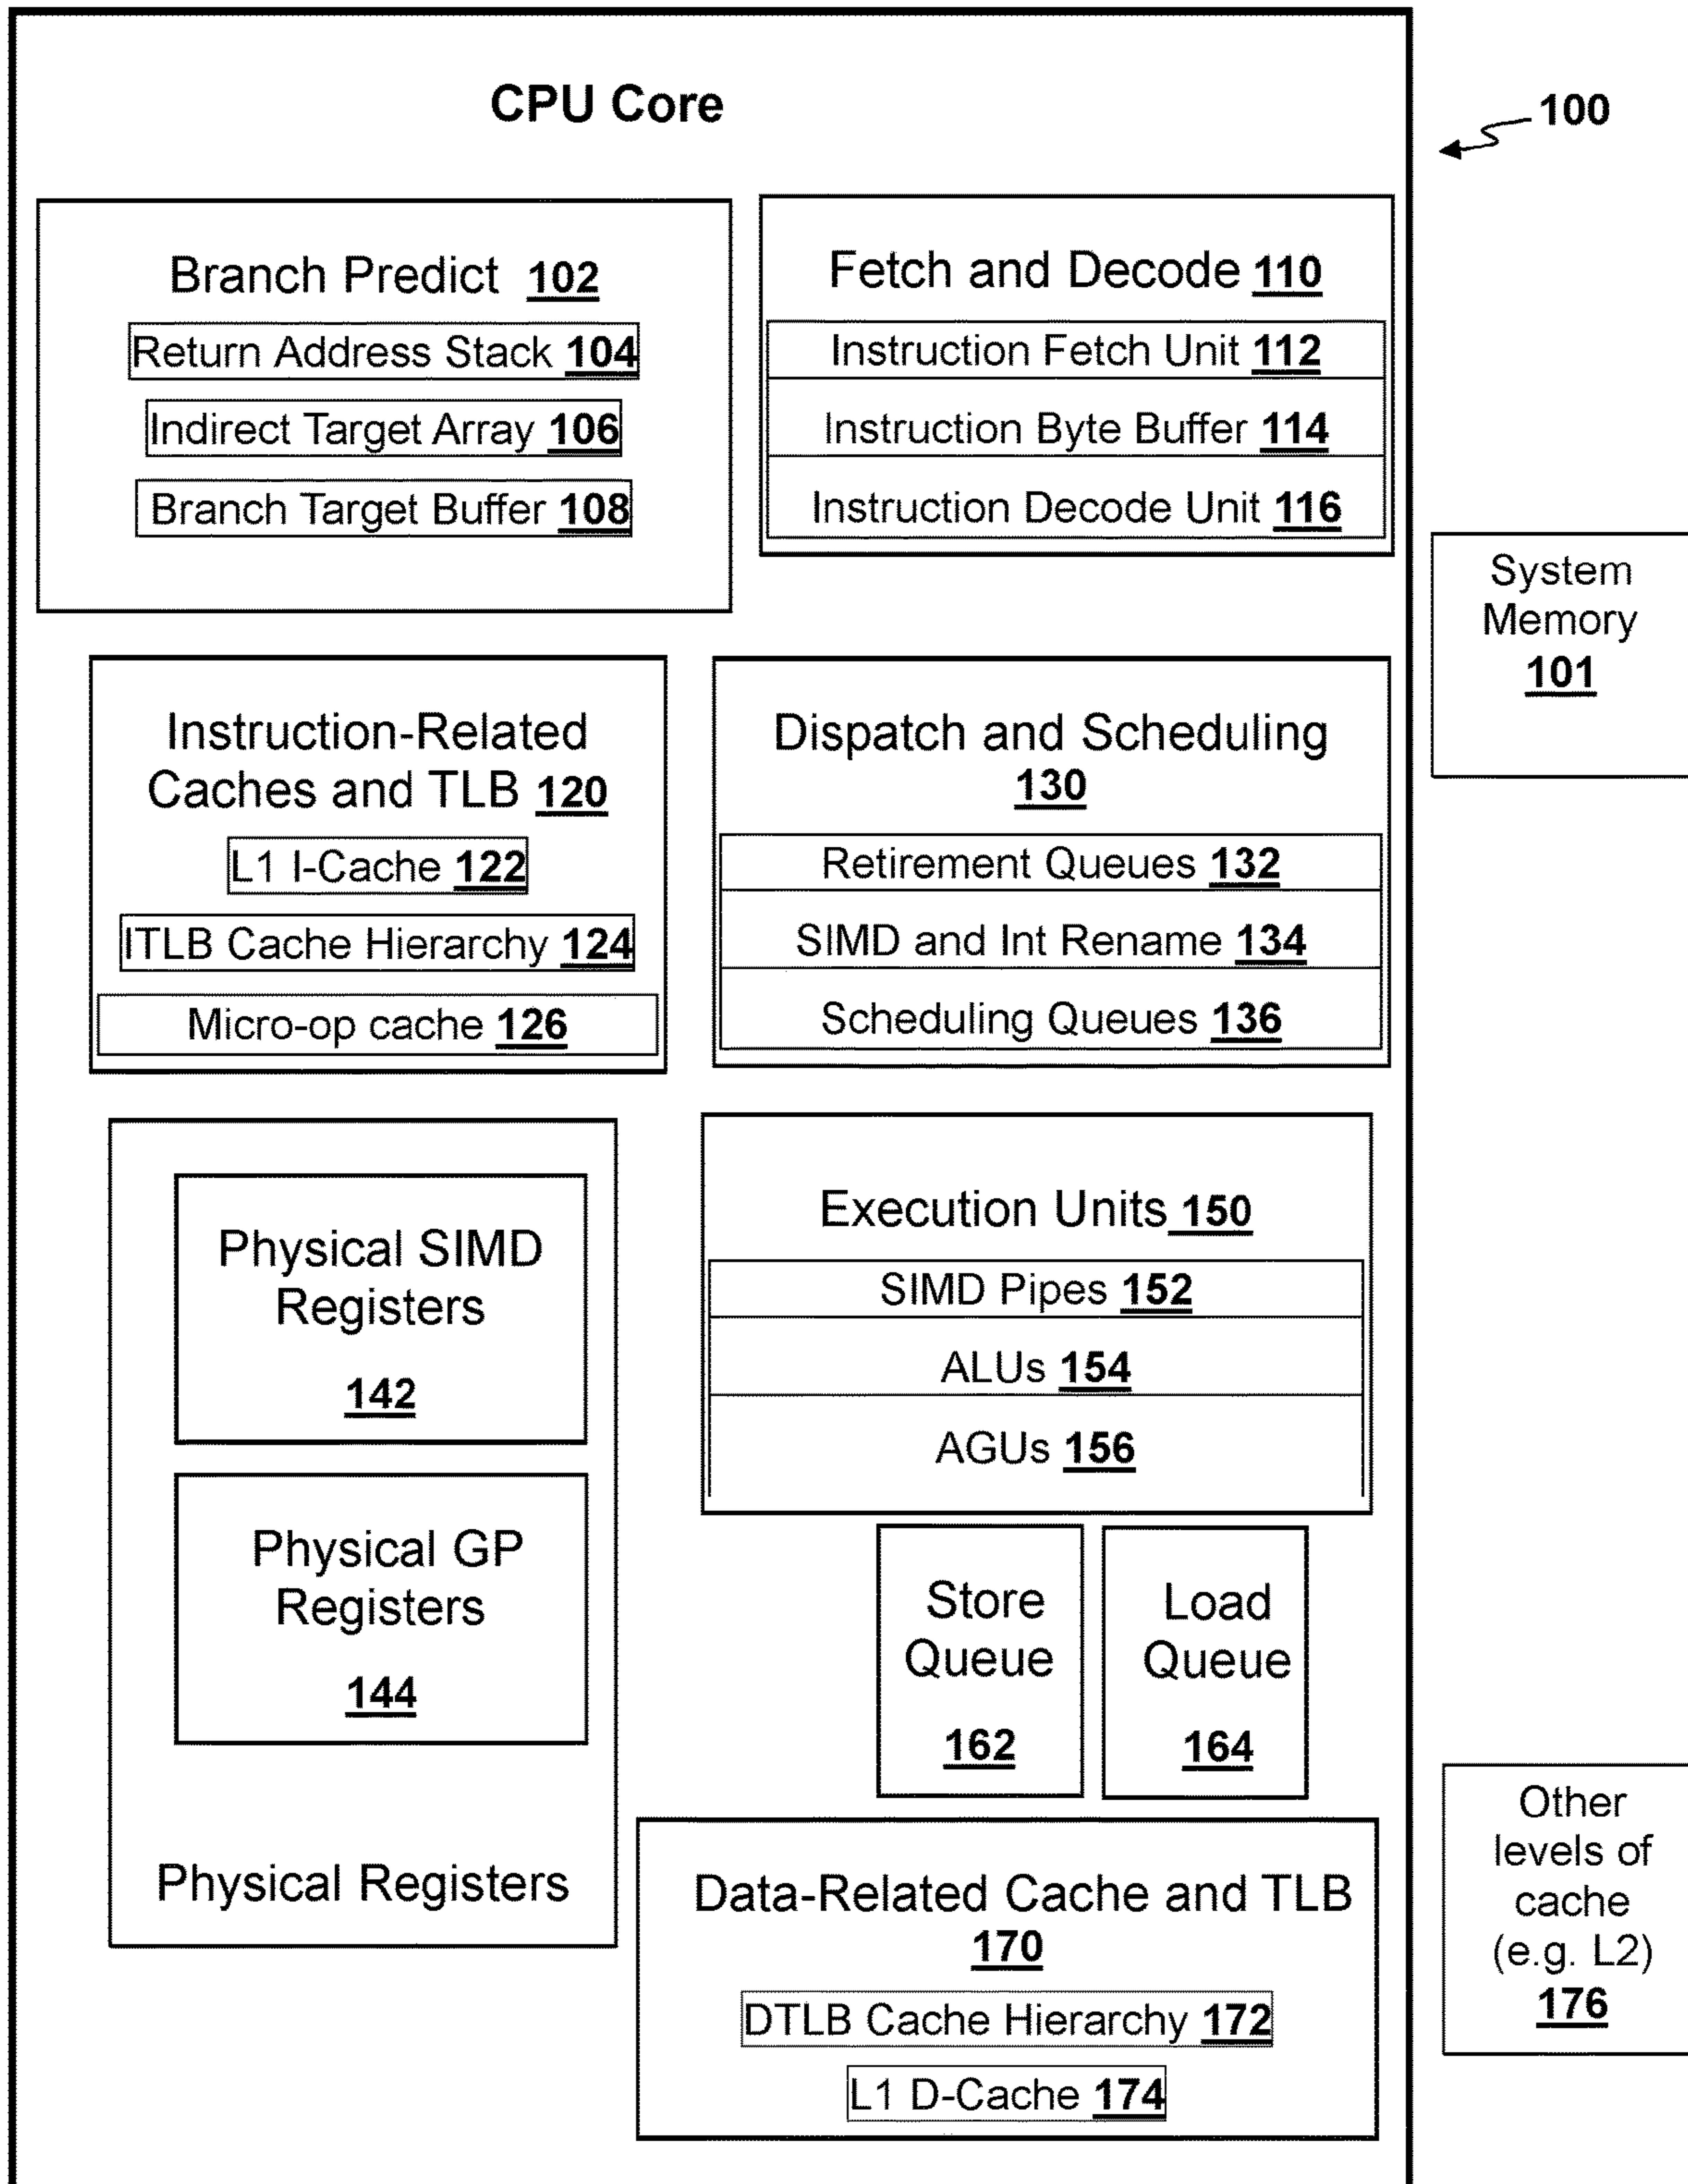 CPU Core
100
Branch Predict 102
Return Address Stack 104
Indirect Target Array 106
Branch Target Buffer 108
Fetch and Decode 110
Instruction Fetch Unit 112
Instruction Byte Buffer 114
Instruction Decode Unit 116
System
Memory
101
Instruction-Related
Caches and TLB 120
L1 I-Cache 122
ITLB Cache Hierarchy 124
Micro-op cache 126
Dispatch and Scheduling
130
Retirement Queues 132
SIMD and Int Rename 134
Scheduling Queues 136
Physical SIMD
Registers
142
Physical GP
Registers
144
Physical Registers
Execution Units 150
SIMD Pipes 152
ALUs 154
AGUs 156
Store
Queue
162
Load
Queue
164
Data-Related Cache and TLB
170
DTLB Cache Hierarchy 172
L1 D-Cache 174
Other
levels of
cache
(e.g. L2)
176